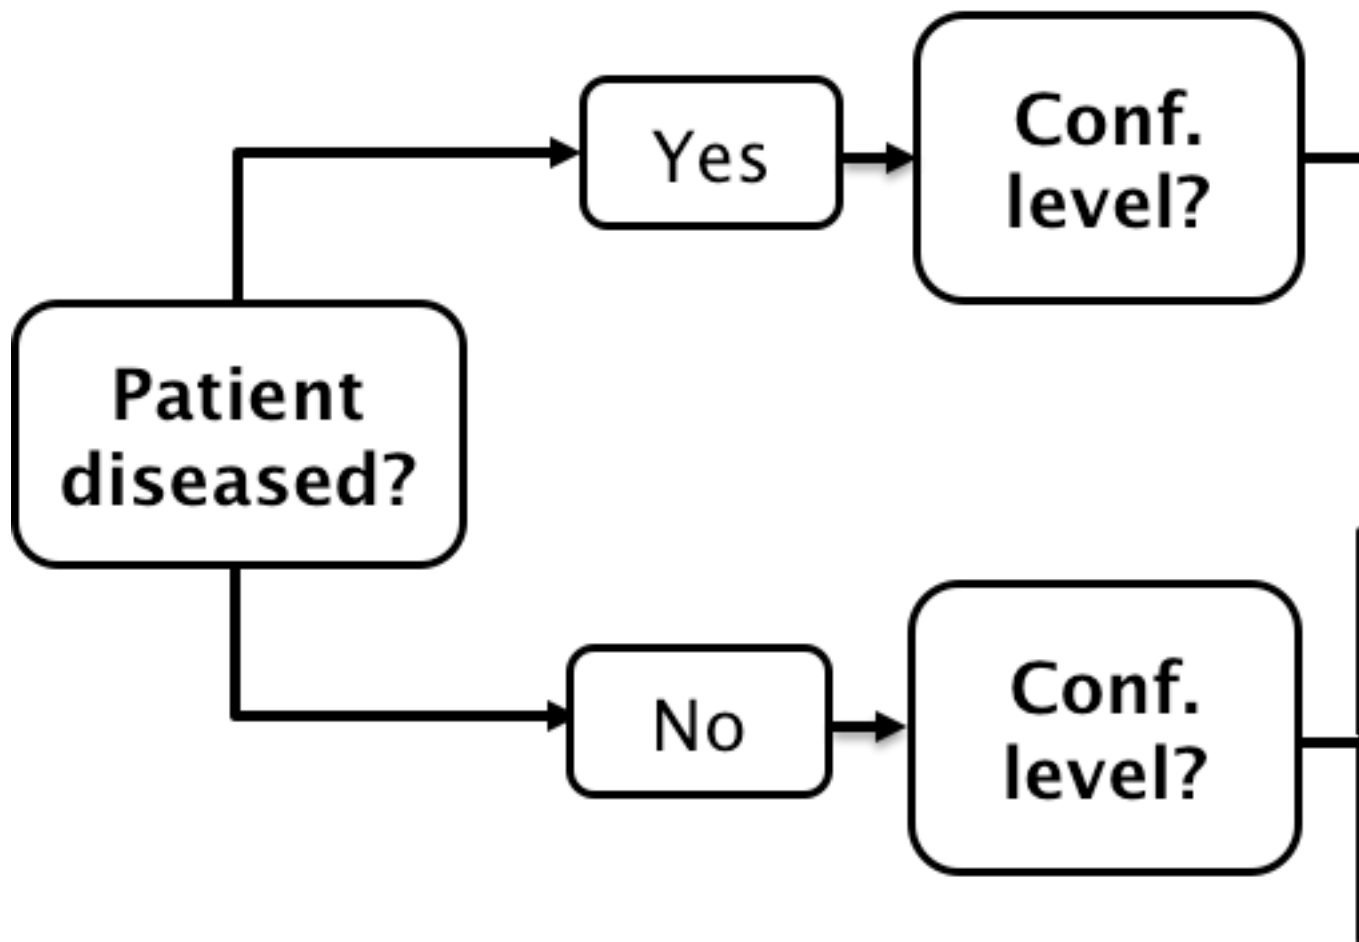 Yes
Conf.
level?
Patient
diseased?
No
Conf.
level?